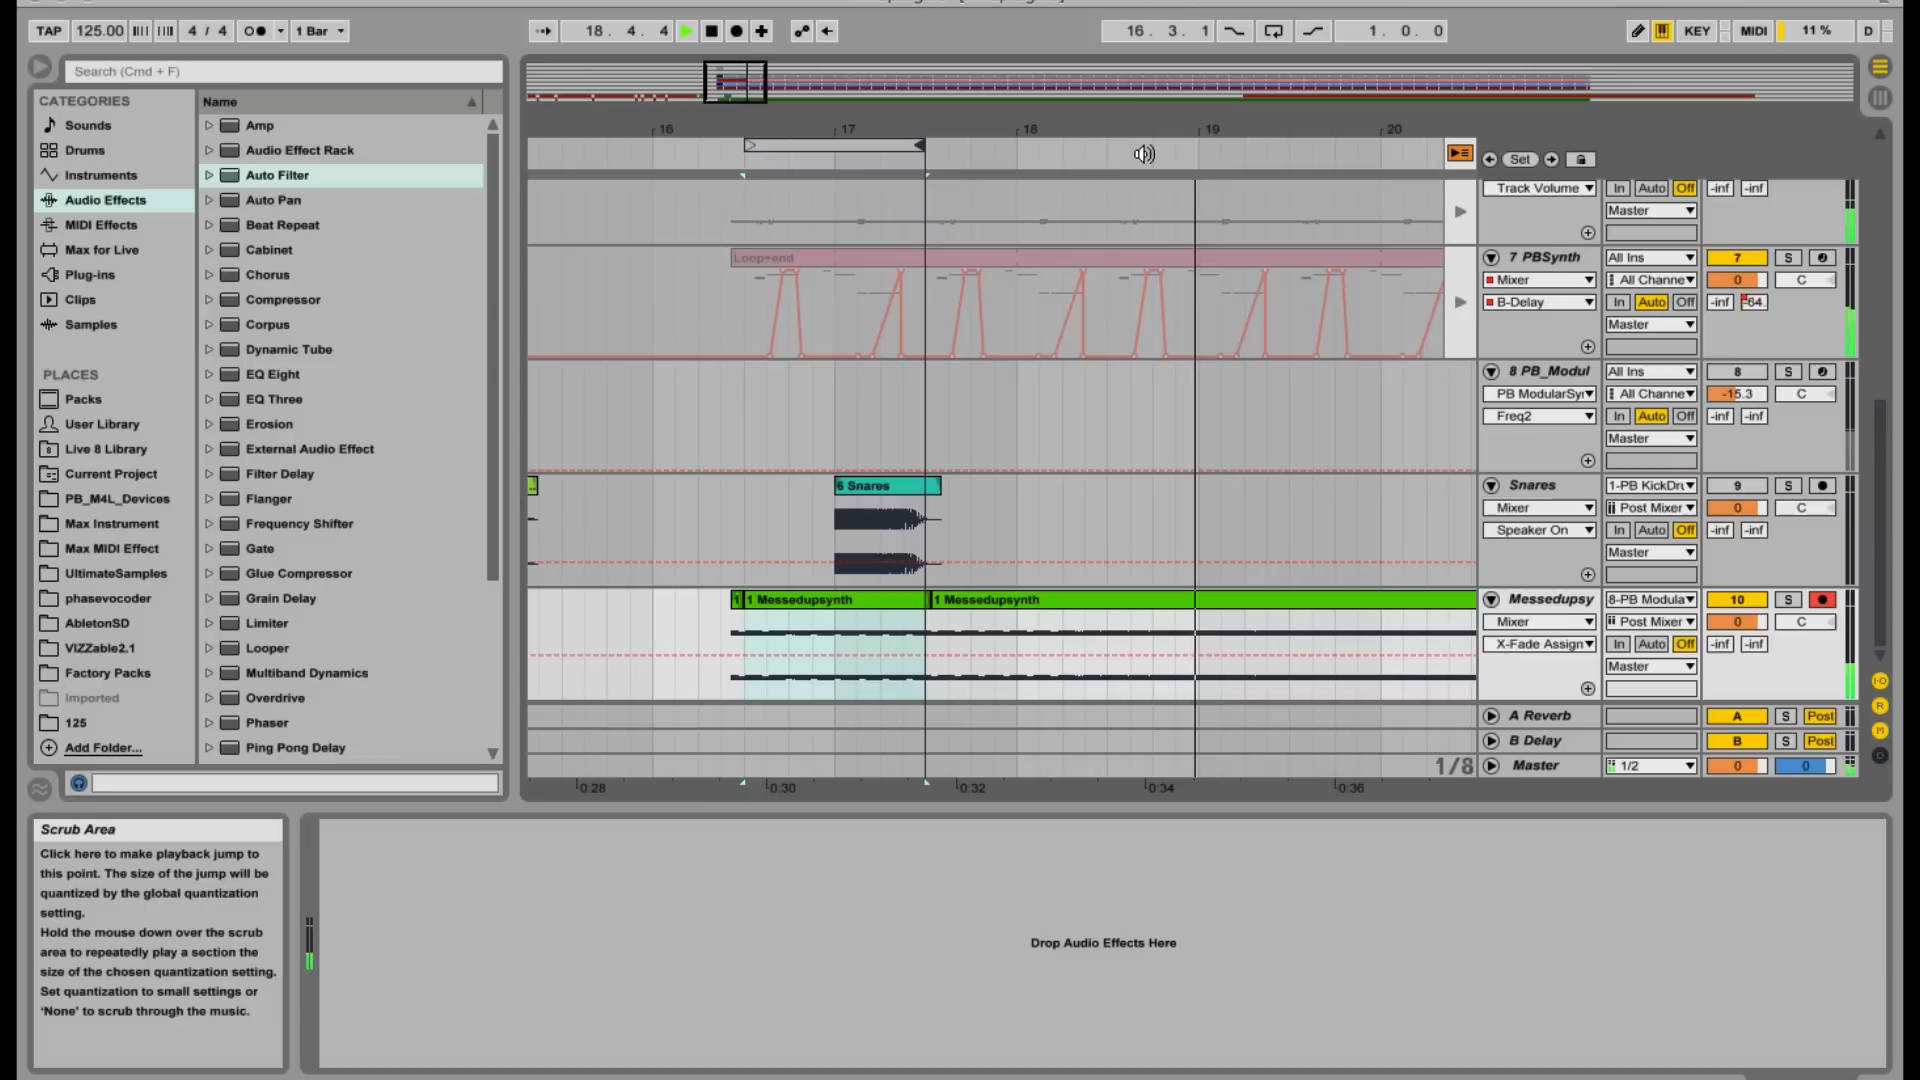 TAP 125.00 4 / 4 1 Bar 18. 4. 4 16. 3. 1 1. 0. 0 KEY MIDI 11 % D
Search (Cmd + F)
CATEGORIES
Sounds
Drums
Instruments
Audio Effects
MIDI Effects
Max for Live
Plug-ins
Clips
Samples
PLACES
Packs
User Library
Live 8 Library
Current Project
PB_M4L_Devices
Max Instrument
Max MIDI Effect
UltimateSamples
phasevocoder
AbletonSD
VIZZable2.1
Factory Packs
Imported
125
Add Folder...
Name
Amp
Audio Effect Rack
Auto Filter
Auto Pan
Beat Repeat
Cabinet
Chorus
Compressor
Corpus
Dynamic Tube
EQ Eight
EQ Three
Erosion
External Audio Effect
Filter Delay
Flanger
Frequency Shifter
Gate
Glue Compressor
Grain Delay
Limiter
Looper
Multiband Dynamics
Overdrive
Phaser
Ping Pong Delay
16 17 18 19 20
Set
Track Volume In Auto Off -inf -inf
Master
Loop+end
7 PBSynth All Ins 7 S
Mixer All Channe 0 C
B-Delay In Auto Off -inf -64.
Master
8 PB_Modul All Ins 8 S
PB ModularSy All Channe -15.3 C
Freq2 In Auto Off -inf -inf
Master
6 Snares
Snares 1-PB KickDru 9 S
Mixer Post Mixer 0 C
Speaker On In Auto Off -inf -inf
Master
1 1 Messedupsynth 1 Messedupsynth
Messedupsy 8-PB Modula 10 S
Mixer Post Mixer 0 C
X-Fade Assign In Auto Off -inf -inf
Master
A Reverb A S Post
B Delay B S Post
1/8 Master 1/2 0 0
0:28 0:30 0:32 0:34 0:36
Scrub Area
Click here to make playback jump to
this point. The size of the jump will be
quantized by the global quantization
setting.
Hold the mouse down over the scrub
area to repeatedly play a section the
size of the chosen quantization setting.
Set quantization to small settings or
'None' to scrub through the music.
Drop Audio Effects Here